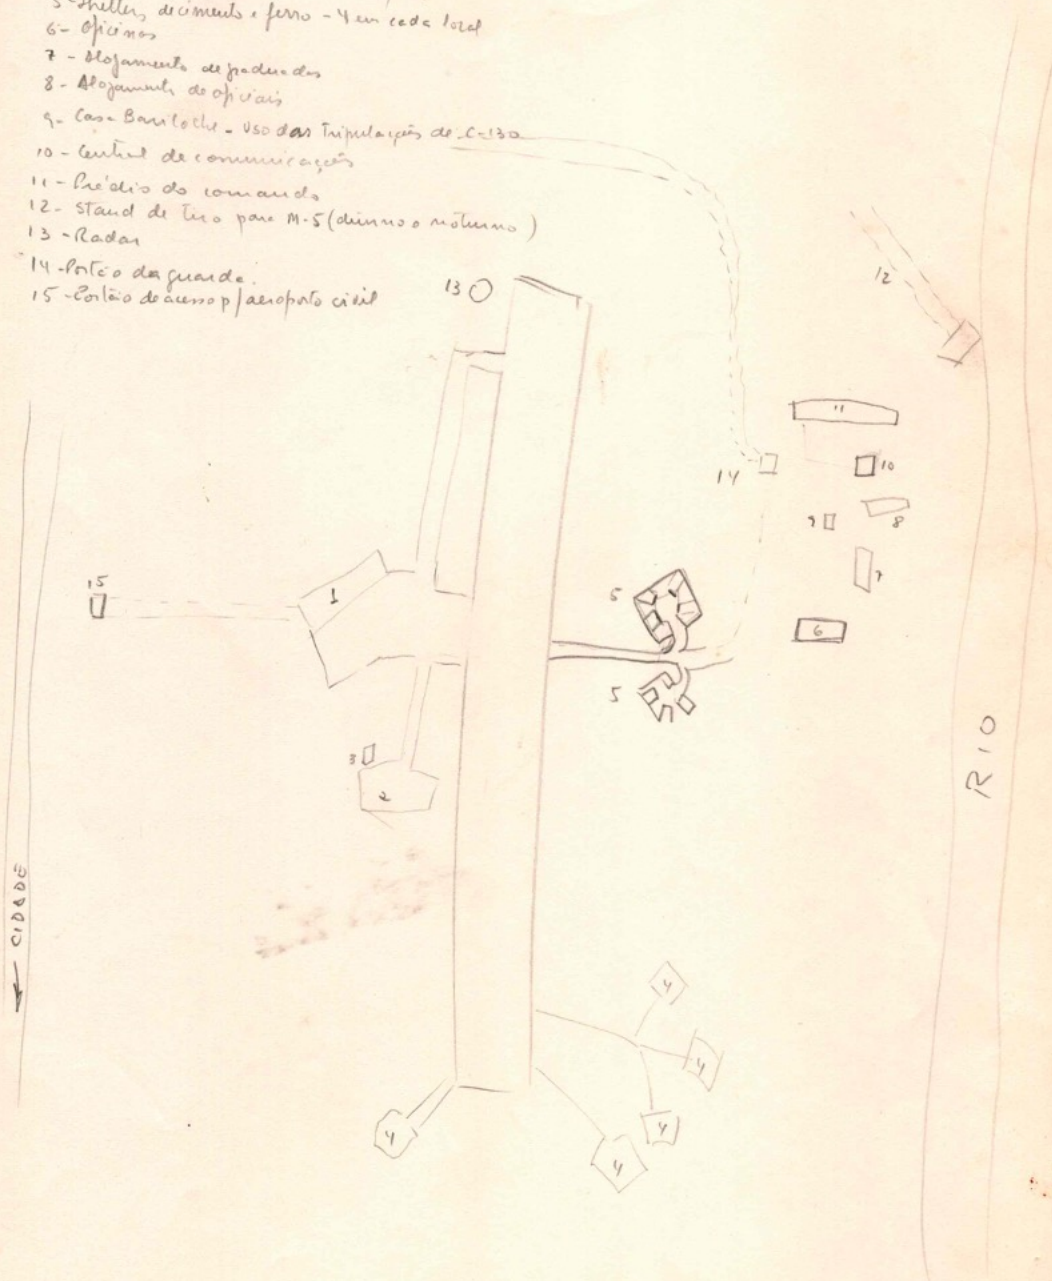 5 - Shelters de cimento e ferro - 4 em cada local
6 - Oficinas
7 - Alojamento de graduados
8 - Alojamento de oficiais
9 - Casa Bariloche - Uso das tripulações de C-130
10 - Central de comunicações
11 - Prédio do comando
12 - Stand de tiro para M-5 (diurno e noturno)
13 - Radar
14 - Portão da guarda.
15 - Portão de acesso p/ aeroporto civil
13
12
11
14
10
9
8
7
15
1
5
6
5
3
2
RIO
← CIDADE
4
4
4
4
4